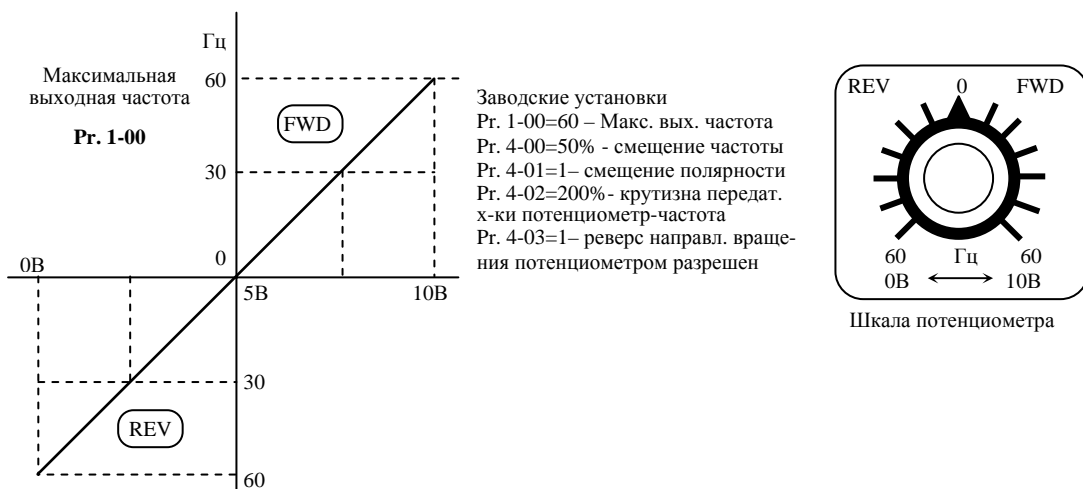 Гц
Максимальная
выходная частота
Pr. 1-00
60
FWD
30
0
0В
5В
10В
30
REV
60
Заводские установки
Pr. 1-00=60 – Макс. вых. частота
Pr. 4-00=50% - смещение частоты
Pr. 4-01=1– смещение полярности
Pr. 4-02=200% - крутизна передат.
х-ки потенциометр-частота
Pr. 4-03=1– реверс направл. враще-
ния потенциометром разрешен
REV 0 FWD
60 Гц 60
0В 10В
Шкала потенциометра